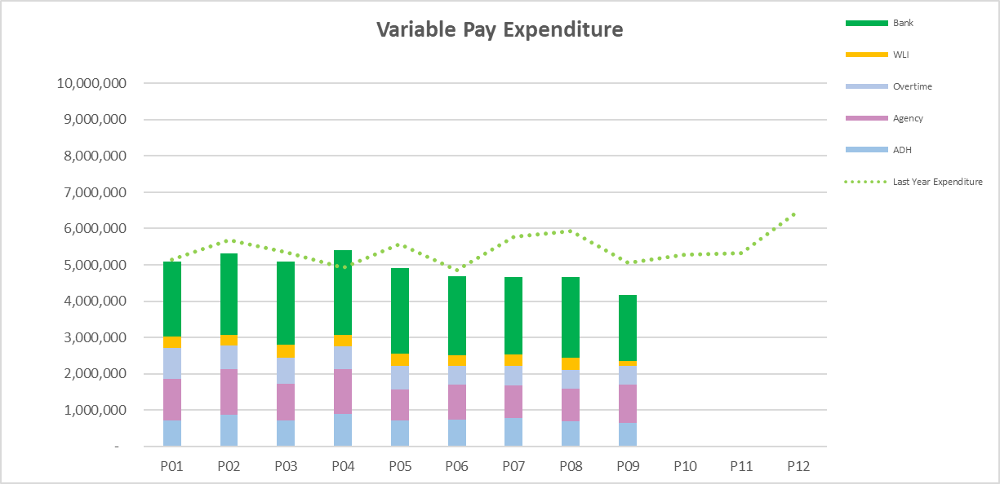 Variable Pay Expenditure
Bank
WLI
Overtime
Agency
ADH
Last Year Expenditure
10,000,000
9,000,000
8,000,000
7,000,000
6,000,000
5,000,000
4,000,000
3,000,000
2,000,000
1,000,000
-
P01 P02 P03 P04 P05 P06 P07 P08 P09 P10 P11 P12